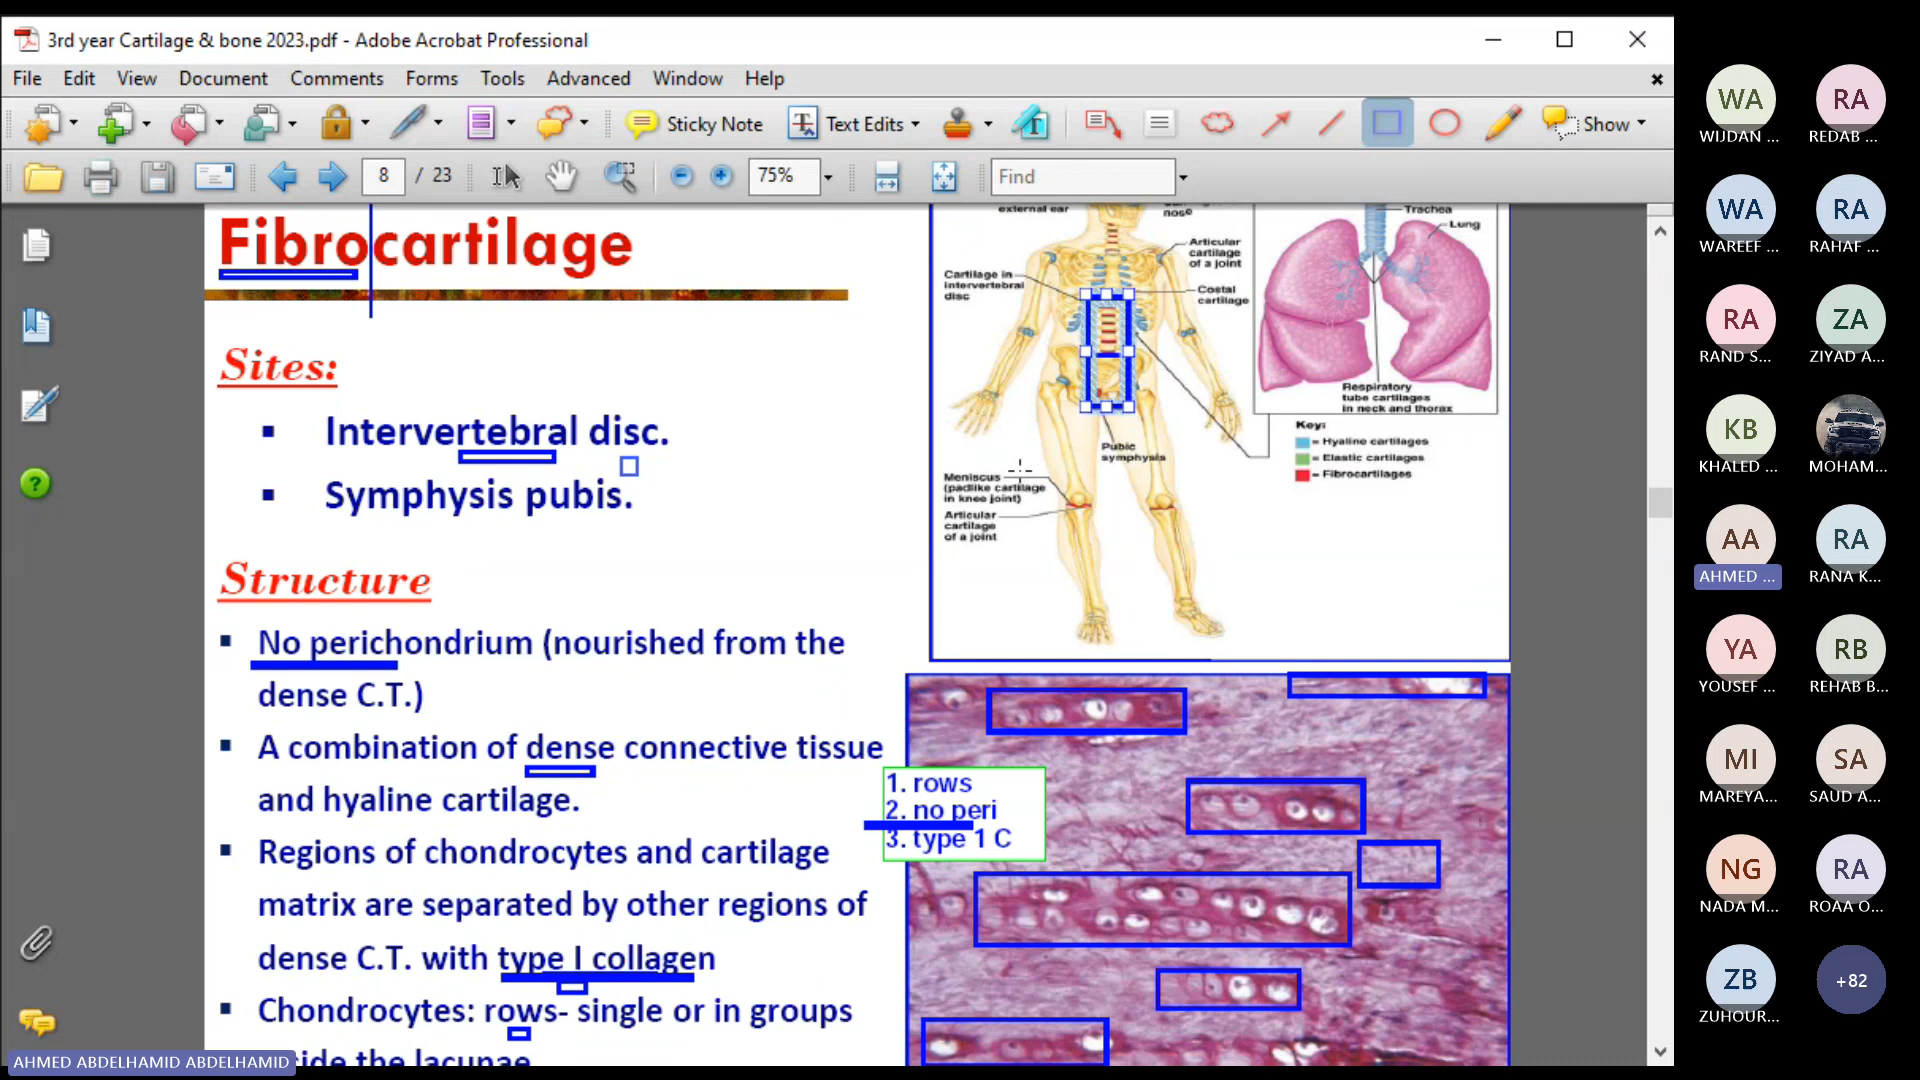 3rd year Cartilage & bone 2023.pdf - Adobe Acrobat Professional
File Edit View Document Comments Forms Tools Advanced Window Help
Sticky Note Text Edits Show
8 / 23 75% Find
Fibrocartilage
Sites:
▪ Intervertebral disc.
▪ Symphysis pubis.
Structure
▪ No perichondrium (nourished from the
dense C.T.)
▪ A combination of dense connective tissue
and hyaline cartilage.
▪ Regions of chondrocytes and cartilage
matrix are separated by other regions of
dense C.T. with type I collagen
▪ Chondrocytes: rows- single or in groups
side the lacunae
external ear
nose
Articular
cartilage
of a joint
Cartilage in
intervertebral
disc
Costal
cartilage
Pubic
symphysis
Meniscus
(padlike cartilage
in knee joint)
Articular
cartilage
of a joint
Trachea
Lung
Respiratory
tube cartilages
in neck and thorax
Key:
= Hyaline cartilages
= Elastic cartilages
= Fibrocartilages
1. rows
2. no peri
3. type 1 C
AHMED ABDELHAMID ABDELHAMID
WA RA
WIJDAN ... REDAB ...
WA RA
WAREEF ... RAHAF ...
RA ZA
RAND S... ZIYAD A...
KB
KHALED ... MOHAM...
AA RA
AHMED ... RANA K...
YA RB
YOUSEF ... REHAB B...
MI SA
MAREYA... SAUD A...
NG RA
NADA M... ROAA O...
ZB +82
ZUHOUR...